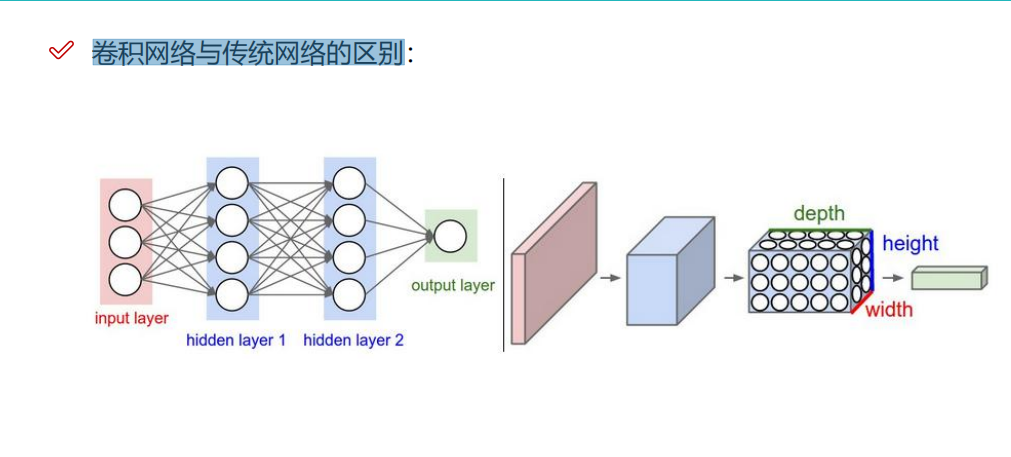 卷积网络与传统网络的区别：
input layer
hidden layer 1
hidden layer 2
output layer
depth
height
width